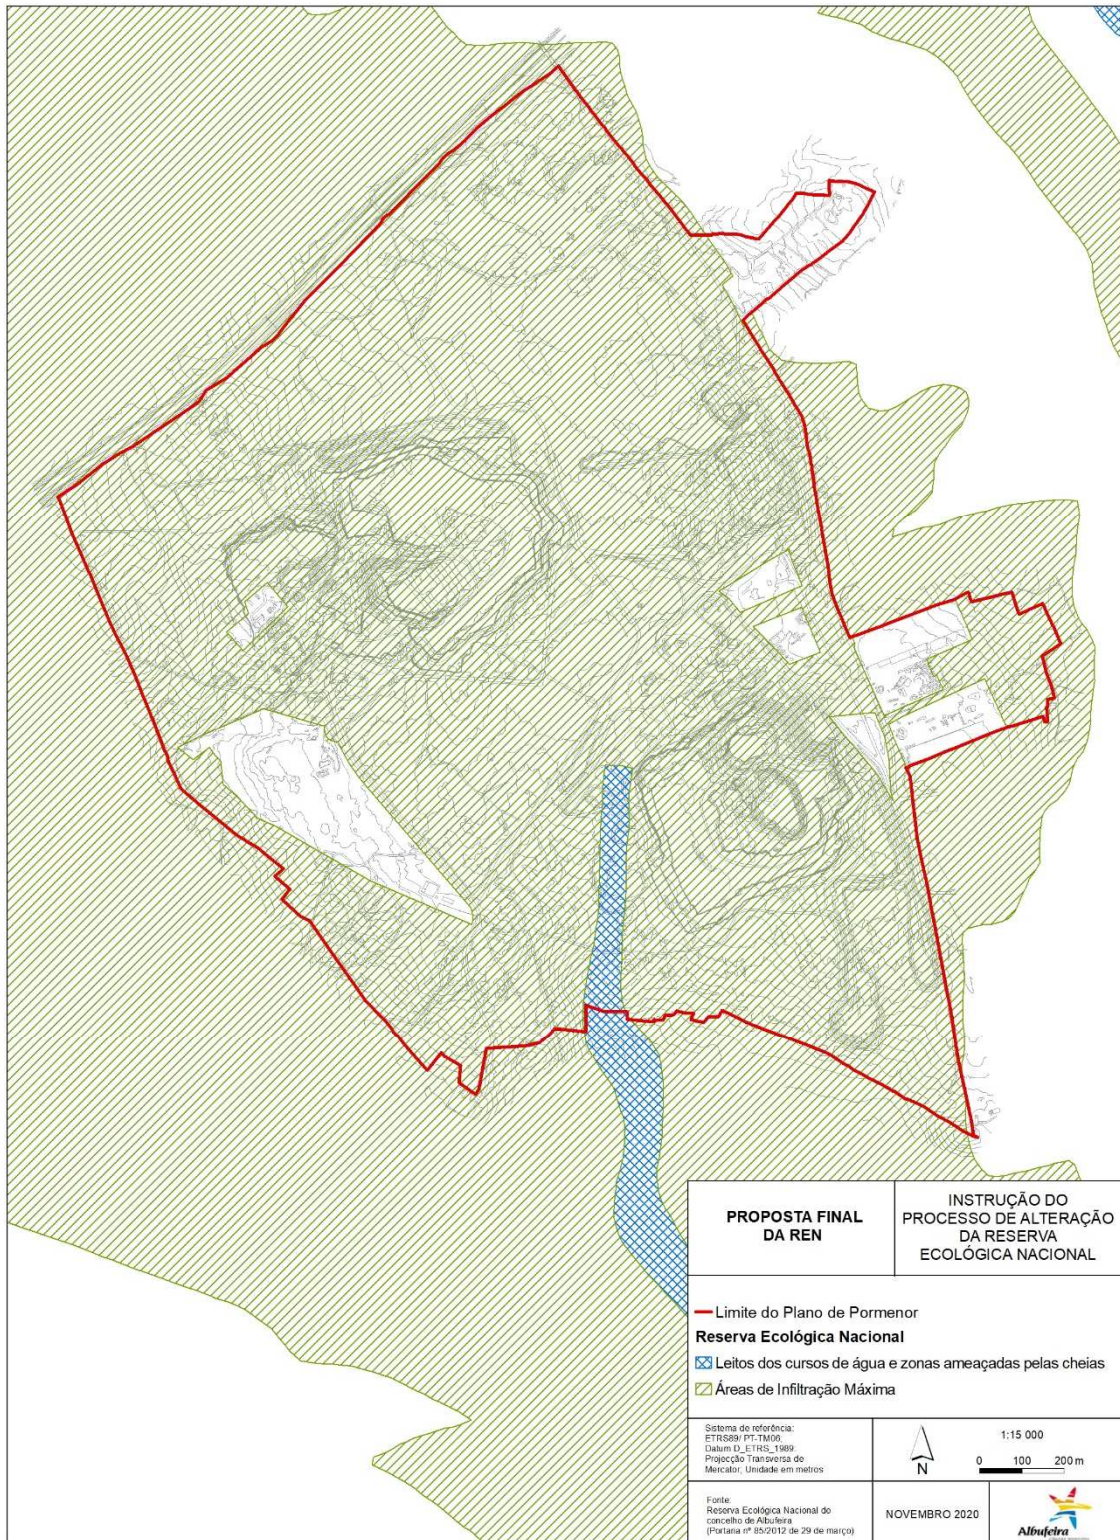 PROPOSTA FINAL
DA REN
INSTRUÇÃO DO
PROCESSO DE ALTERAÇÃO
DA RESERVA
ECOLÓGICA NACIONAL
Limite do Plano de Pormenor
Reserva Ecológica Nacional
Leitos dos cursos de água e zonas ameaçadas pelas cheias
Áreas de Infiltração Máxima
Sistema de referência:
ETRS89/ PT-TM06;
Datum D_ETRS_1989;
Projecção Transversa de
Mercator; Unidade em metros
N
1:15 000
0 100 200 m
Fonte:
Reserva Ecológica Nacional do
concelho de Albufeira
(Portaria nº 85/2012 de 29 de março)
NOVEMBRO 2020
Albufeira